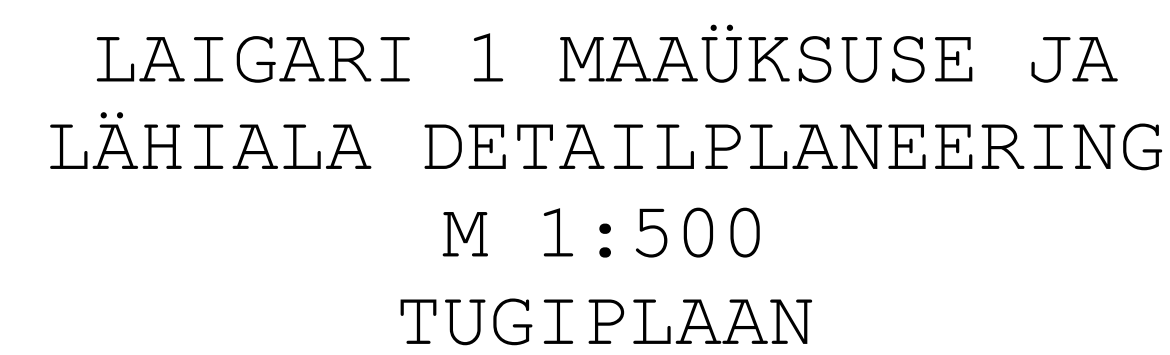 LAIGARI 1 MAAÜKSUSE JA
LÄHIALA DETAILPLANEERING
M 1:500
TUGIPLAAN